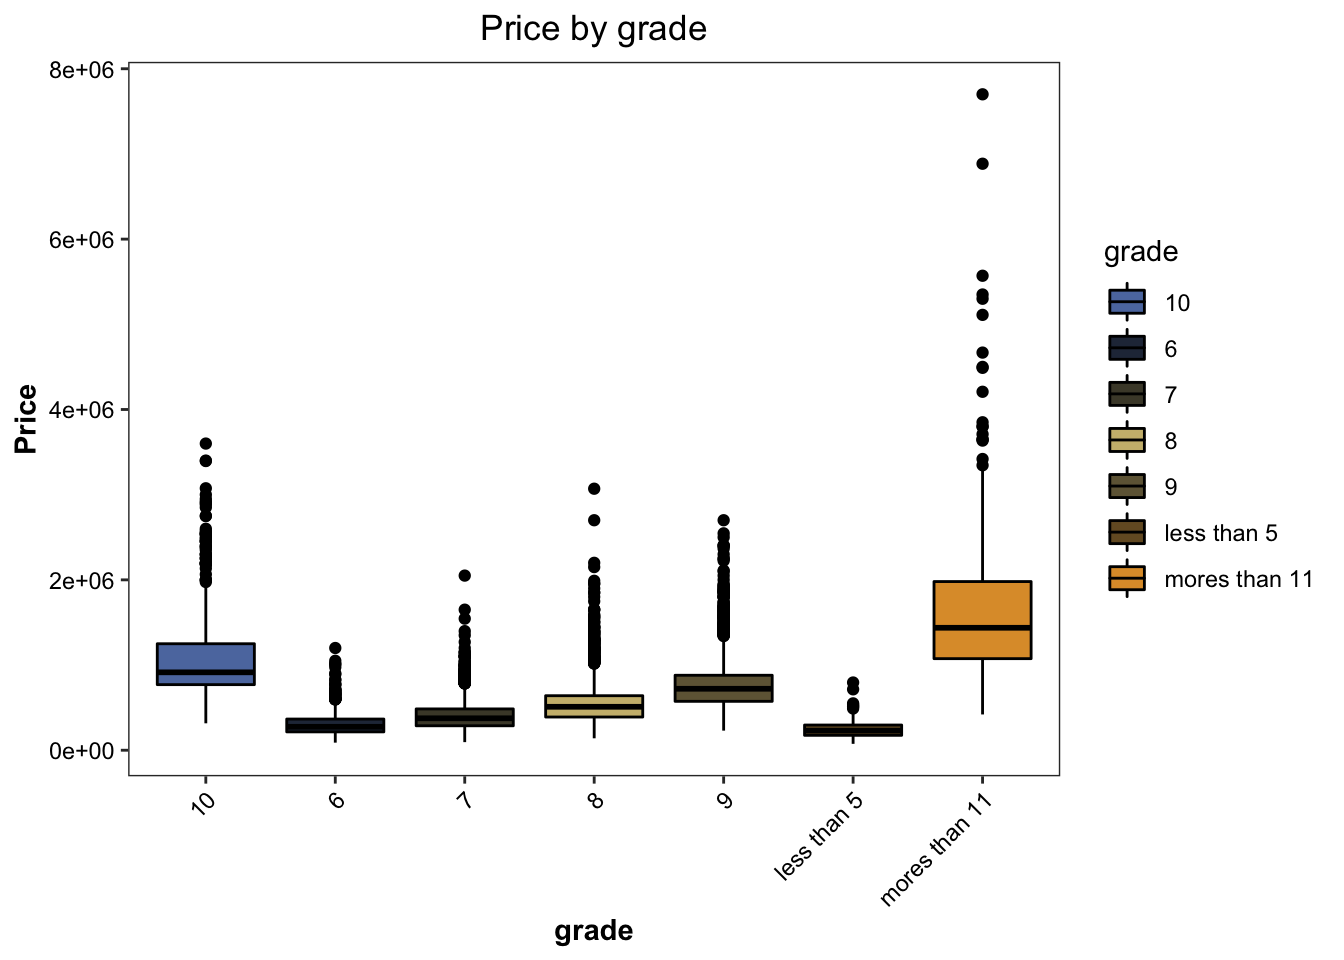 Price by grade
8e+06
6e+06
4e+06
2e+06
0e+00
Price
10
6
7
8
9
less than 5
mores than 11
grade
grade
10
6
7
8
9
less than 5
mores than 11